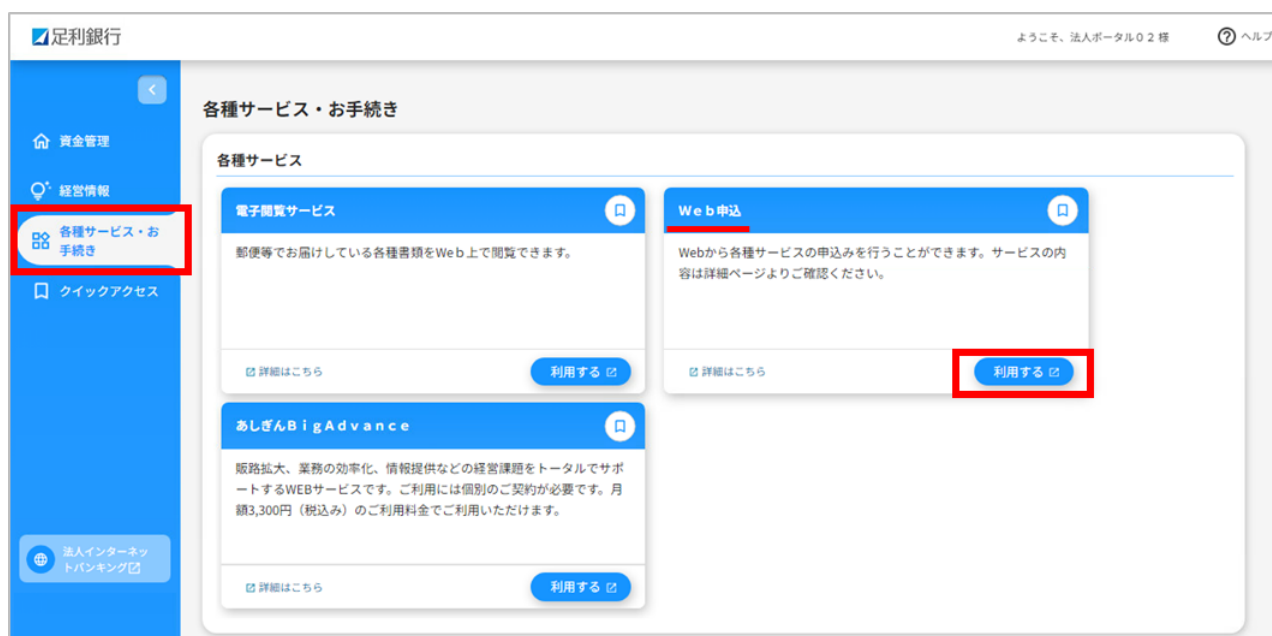 足利銀行
ようこそ、法人ポータル０２様
ヘルプ
資金管理
経営情報
各種サービス・お
手続き
クイックアクセス
法人インターネッ
トバンキング
各種サービス・お手続き
各種サービス
電子閲覧サービス
郵便等でお届けしている各種書類をWeｂ上で閲覧できます。
詳細はこちら
利用する
Ｗｅｂ申込
Webから各種サービスの申込みを行うことができます。サービスの内
容は詳細ページよりご確認ください。
詳細はこちら
利用する
あしぎんＢｉｇＡｄｖａｎｃｅ
販路拡大、業務の効率化、情報提供などの経営課題をトータルでサポ
ートするWEBサービスです。ご利用には個別のご契約が必要です。月
額3,300円（税込み）のご利用料金でご利用いただけます。
詳細はこちら
利用する